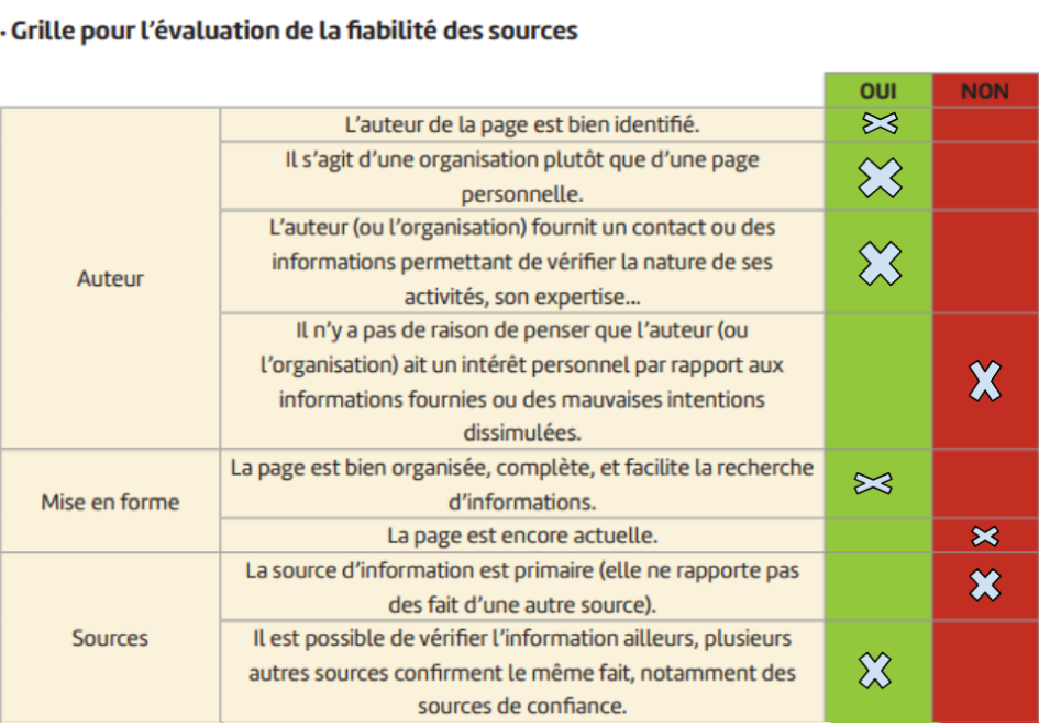 · Grille pour l'évaluation de la fiabilité des sources
OUI NON
Auteur
L'auteur de la page est bien identifié.
Il s'agit d'une organisation plutôt que d'une page
personnelle.
L'auteur (ou l'organisation) fournit un contact ou des
informations permettant de vérifier la nature de ses
activités, son expertise...
Il n'y a pas de raison de penser que l'auteur (ou
l'organisation) ait un intérêt personnel par rapport aux
informations fournies ou des mauvaises intentions
dissimulées.
Mise en forme
La page est bien organisée, complète, et facilite la recherche
d'informations.
La page est encore actuelle.
Sources
La source d'information est primaire (elle ne rapporte pas
des fait d'une autre source).
Il est possible de vérifier l'information ailleurs, plusieurs
autres sources confirment le même fait, notamment des
sources de confiance.